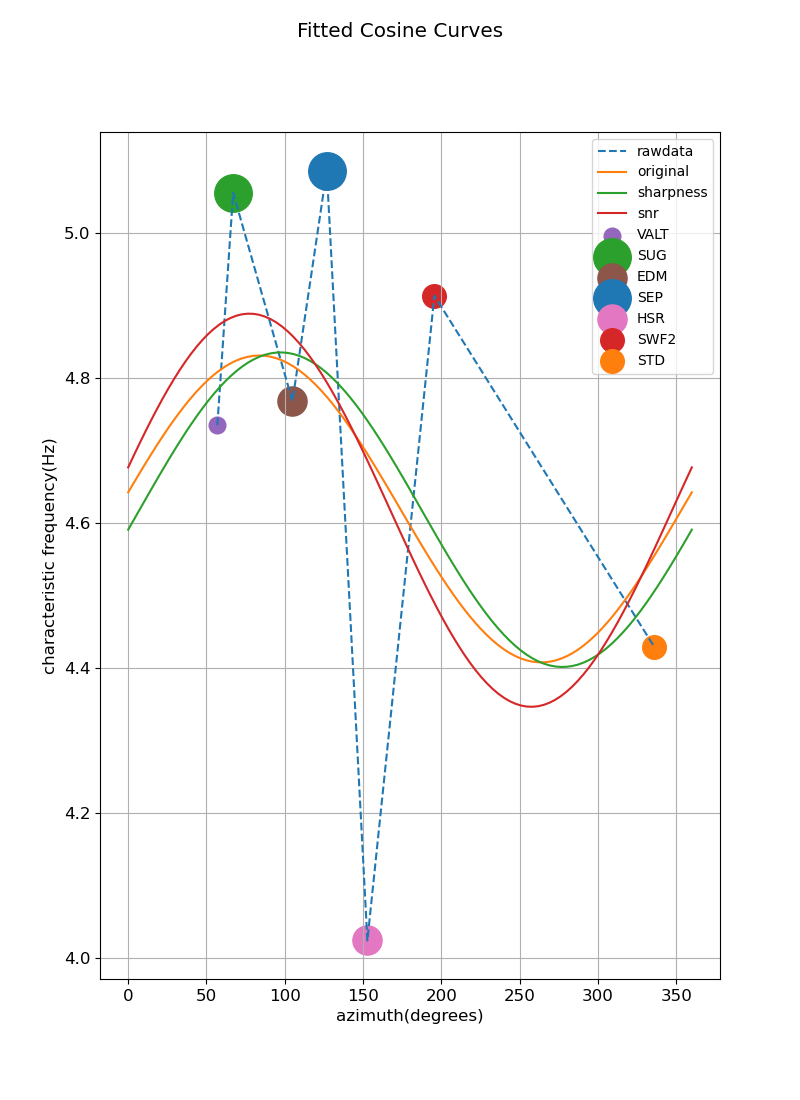 Fitted Cosine Curves
rawdata
original
sharpness
snr
VALT
SUG
EDM
SEP
HSR
SWF2
STD
characteristic frequency(Hz)
5.0
4.8
4.6
4.4
4.2
4.0
0 50 100 150 200 250 300 350
azimuth(degrees)